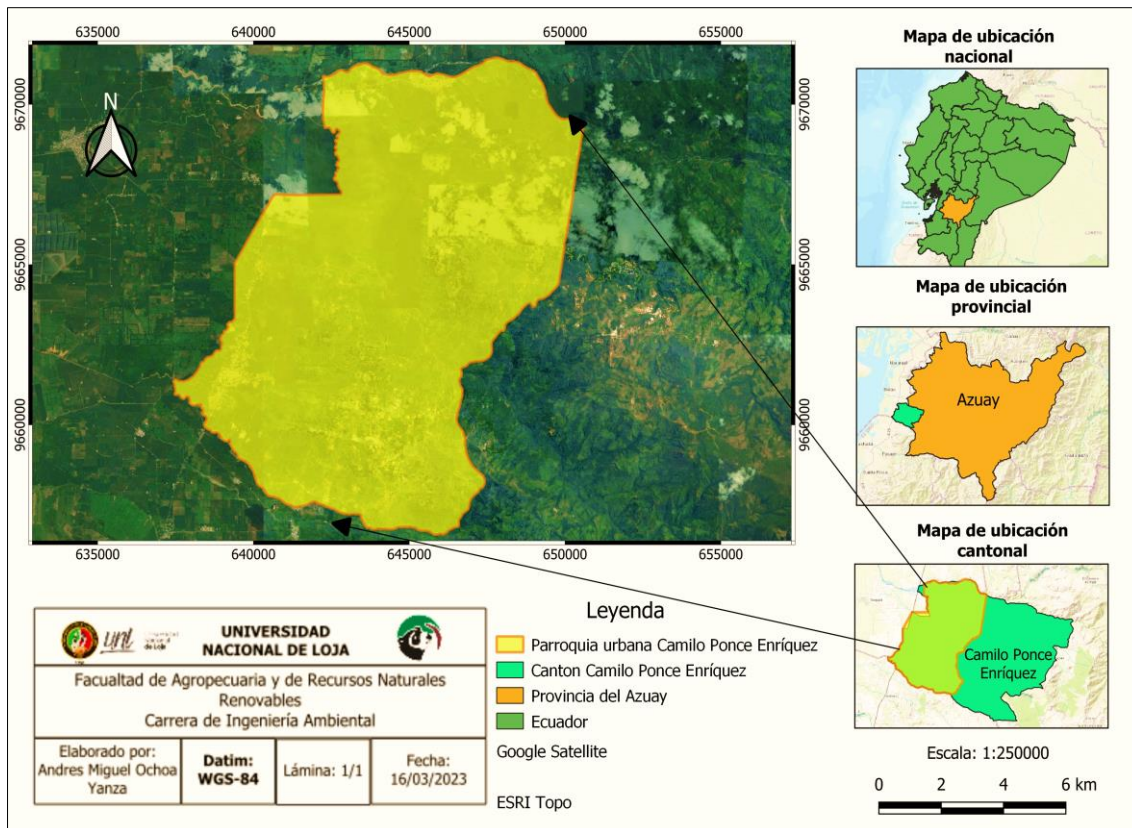 635000 640000 645000 650000 655000
9670000 9670000
9665000 9665000
9660000 9660000
N
635000 640000 645000 650000 655000
Mapa de ubicación
nacional
Mapa de ubicación
provincial
Azuay
Mapa de ubicación
cantonal
Camilo Ponce
Enríquez
Escala: 1:250000
0 2 4 6 km
Leyenda
Parroquia urbana Camilo Ponce Enríquez
Canton Camilo Ponce Enríquez
Provincia del Azuay
Ecuador
Google Satellite
ESRI Topo
unl
UNIVERSIDAD
NACIONAL DE LOJA
Facualtad de Agropecuaria y de Recursos Naturales
Renovables
Carrera de Ingeniería Ambiental
Elaborado por:
Andres Miguel Ochoa
Yanza
Datim:
WGS-84
Lámina: 1/1
Fecha:
16/03/2023